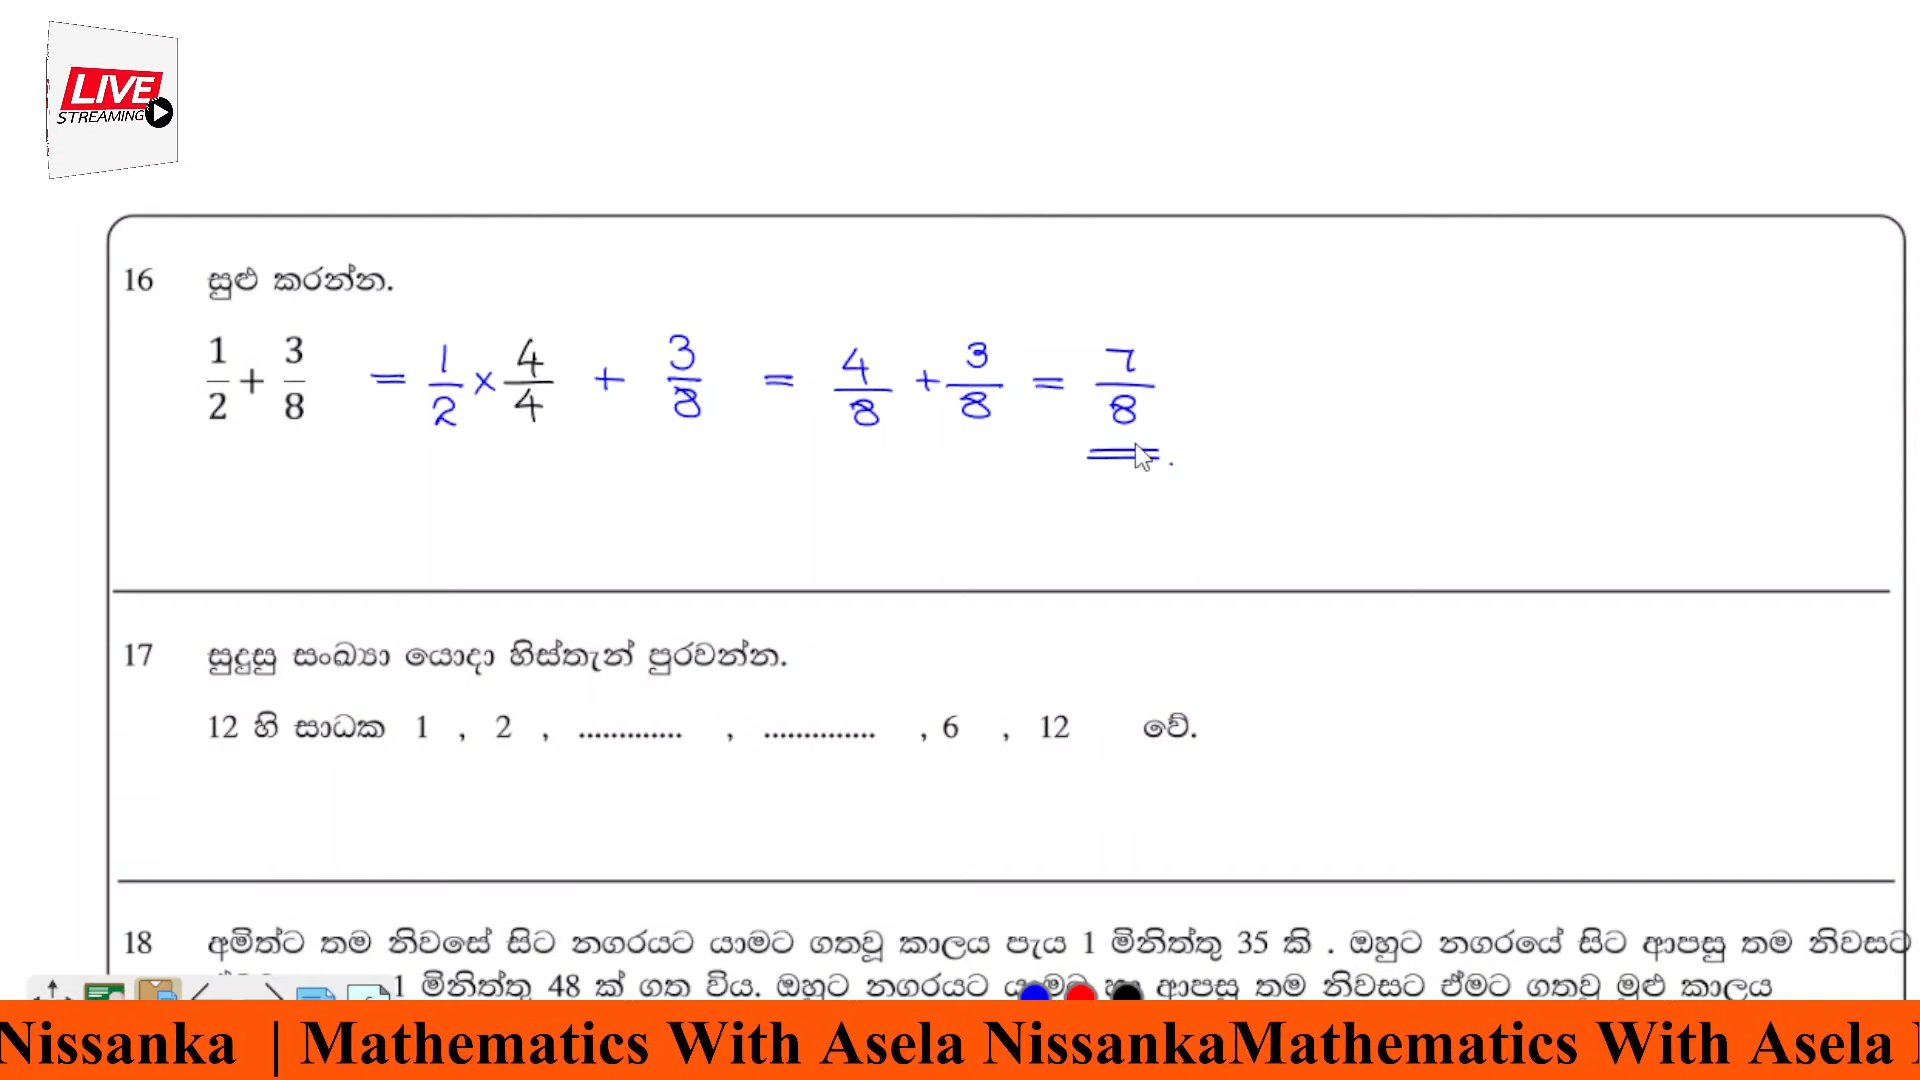 LIVE
STREAMING
16 සුළු කරන්න.
1/2 + 3/8 = 1/2 × 4/4 + 3/8 = 4/8 + 3/8 = 7/8
17 සුදුසු සංඛ්‍යා යොදා හිස්තැන් පුරවන්න.
12 හි සාධක 1 , 2 , ............. , .............. , 6 , 12 වේ.
18 අමිත්ට තම නිවසේ සිට නගරයට යාමට ගතවූ කාලය පැය 1 මිනිත්තු 35 කි . ඔහුට නගරයේ සිට ආපසු තම නිවසට
1 මිනිත්තු 48 ක් ගත විය. ඔහුට නගරයට ආපසු තම නිවසට ඒමට ගතවූ මුළු කාලය
Nissanka | Mathematics With Asela NissankaMathematics With Asela